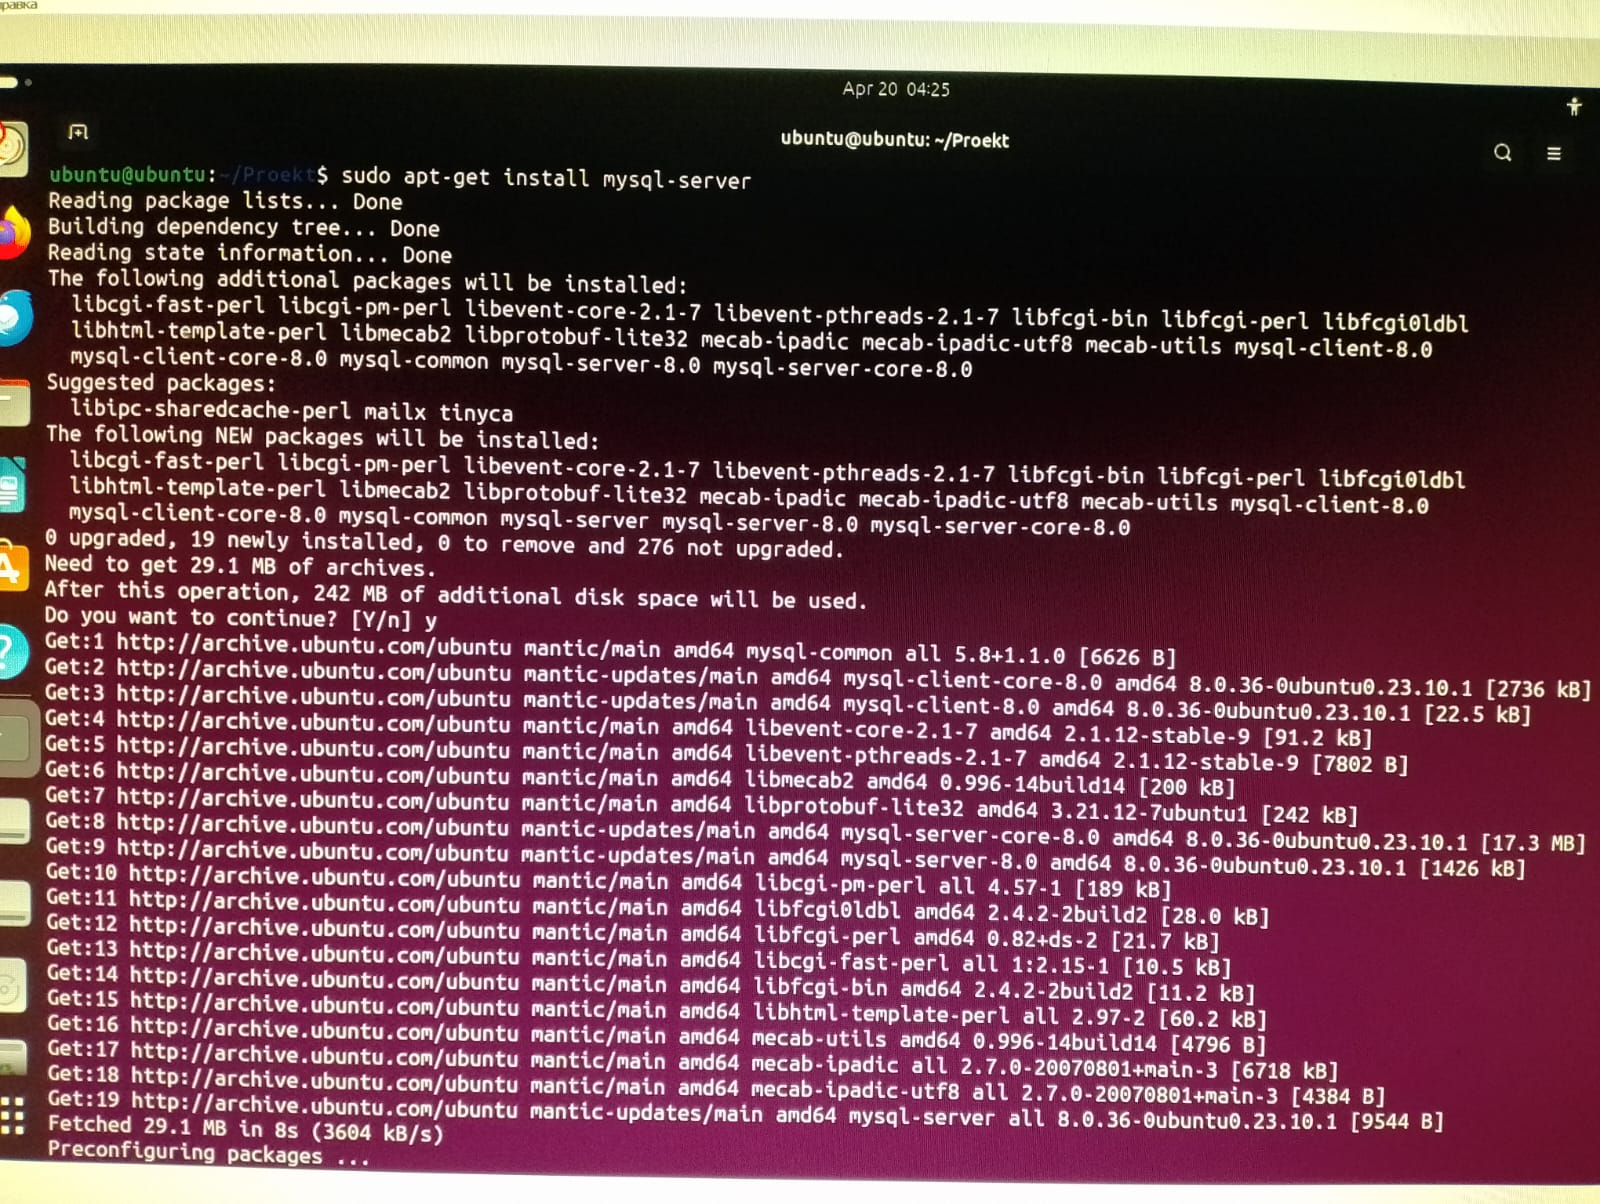 равка
Apr 20 04:25
ubuntu@ubuntu: ~/Proekt
ubuntu@ubuntu:~/Proekt$ sudo apt-get install mysql-server
Reading package lists... Done
Building dependency tree... Done
Reading state information... Done
The following additional packages will be installed:
libcgi-fast-perl libcgi-pm-perl libevent-core-2.1-7 libevent-pthreads-2.1-7 libfcgi-bin libfcgi-perl libfcgi0ldbl
libhtml-template-perl libmecab2 libprotobuf-lite32 mecab-ipadic mecab-ipadic-utf8 mecab-utils mysql-client-8.0
mysql-client-core-8.0 mysql-common mysql-server-8.0 mysql-server-core-8.0
Suggested packages:
libipc-sharedcache-perl mailx tinyca
The following NEW packages will be installed:
libcgi-fast-perl libcgi-pm-perl libevent-core-2.1-7 libevent-pthreads-2.1-7 libfcgi-bin libfcgi-perl libfcgi0ldbl
libhtml-template-perl libmecab2 libprotobuf-lite32 mecab-ipadic mecab-ipadic-utf8 mecab-utils mysql-client-8.0
mysql-client-core-8.0 mysql-common mysql-server mysql-server-8.0 mysql-server-core-8.0
0 upgraded, 19 newly installed, 0 to remove and 276 not upgraded.
Need to get 29.1 MB of archives.
After this operation, 242 MB of additional disk space will be used.
Do you want to continue? [Y/n] y
Get:1 http://archive.ubuntu.com/ubuntu mantic/main amd64 mysql-common all 5.8+1.1.0 [6626 B]
Get:2 http://archive.ubuntu.com/ubuntu mantic-updates/main amd64 mysql-client-core-8.0 amd64 8.0.36-0ubuntu0.23.10.1 [2736 kB]
Get:3 http://archive.ubuntu.com/ubuntu mantic-updates/main amd64 mysql-client-8.0 amd64 8.0.36-0ubuntu0.23.10.1 [22.5 kB]
Get:4 http://archive.ubuntu.com/ubuntu mantic/main amd64 libevent-core-2.1-7 amd64 2.1.12-stable-9 [91.2 kB]
Get:5 http://archive.ubuntu.com/ubuntu mantic/main amd64 libevent-pthreads-2.1-7 amd64 2.1.12-stable-9 [7802 B]
Get:6 http://archive.ubuntu.com/ubuntu mantic/main amd64 libmecab2 amd64 0.996-14build14 [200 kB]
Get:7 http://archive.ubuntu.com/ubuntu mantic/main amd64 libprotobuf-lite32 amd64 3.21.12-7ubuntu1 [242 kB]
Get:8 http://archive.ubuntu.com/ubuntu mantic-updates/main amd64 mysql-server-core-8.0 amd64 8.0.36-0ubuntu0.23.10.1 [17.3 MB]
Get:9 http://archive.ubuntu.com/ubuntu mantic-updates/main amd64 mysql-server-8.0 amd64 8.0.36-0ubuntu0.23.10.1 [1426 kB]
Get:10 http://archive.ubuntu.com/ubuntu mantic/main amd64 libcgi-pm-perl all 4.57-1 [189 kB]
Get:11 http://archive.ubuntu.com/ubuntu mantic/main amd64 libfcgi0ldbl amd64 2.4.2-2build2 [28.0 kB]
Get:12 http://archive.ubuntu.com/ubuntu mantic/main amd64 libfcgi-perl amd64 0.82+ds-2 [21.7 kB]
Get:13 http://archive.ubuntu.com/ubuntu mantic/main amd64 libcgi-fast-perl all 1:2.15-1 [10.5 kB]
Get:14 http://archive.ubuntu.com/ubuntu mantic/main amd64 libfcgi-bin amd64 2.4.2-2build2 [11.2 kB]
Get:15 http://archive.ubuntu.com/ubuntu mantic/main amd64 libhtml-template-perl all 2.97-2 [60.2 kB]
Get:16 http://archive.ubuntu.com/ubuntu mantic/main amd64 mecab-utils amd64 0.996-14build14 [4796 B]
Get:17 http://archive.ubuntu.com/ubuntu mantic/main amd64 mecab-ipadic all 2.7.0-20070801+main-3 [6718 kB]
Get:18 http://archive.ubuntu.com/ubuntu mantic/main amd64 mecab-ipadic-utf8 all 2.7.0-20070801+main-3 [4384 B]
Get:19 http://archive.ubuntu.com/ubuntu mantic-updates/main amd64 mysql-server all 8.0.36-0ubuntu0.23.10.1 [9544 B]
Fetched 29.1 MB in 8s (3604 kB/s)
Preconfiguring packages ...